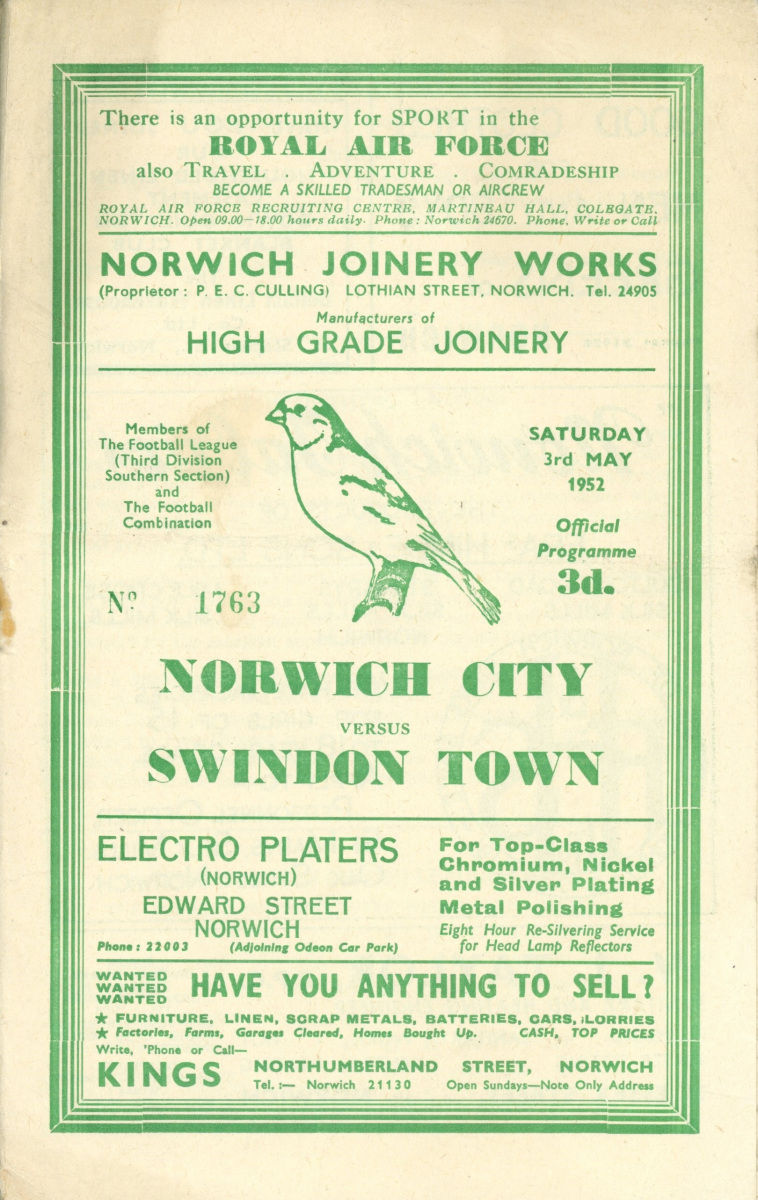 There is an opportunity for SPORT in the
ROYAL AIR FORCE
also TRAVEL . ADVENTURE . COMRADESHIP
BECOME A SKILLED TRADESMAN OR AIRCREW
ROYAL AIR FORCE RECRUITING CENTRE, MARTINEAU HALL, COLEGATE,
NORWICH. Open 09.00—18.00 hours daily. Phone: Norwich 24670. Phone, Write or Call
NORWICH JOINERY WORKS
(Proprietor: P. E. C. CULLING) LOTHIAN STREET, NORWICH. Tel. 24905
Manufacturers of
HIGH GRADE JOINERY
Members of
The Football League
(Third Division
Southern Section)
and
The Football
Combination
SATURDAY
3rd MAY
1952
Official
Programme
3d.
Nº 1763
NORWICH CITY
VERSUS
SWINDON TOWN
ELECTRO PLATERS
(NORWICH)
EDWARD STREET
NORWICH
Phone: 22003 (Adjoining Odeon Car Park)
For Top-Class
Chromium, Nickel
and Silver Plating
Metal Polishing
Eight Hour Re-Silvering Service
for Head Lamp Reflectors
WANTED
WANTED
WANTED
HAVE YOU ANYTHING TO SELL?
★ FURNITURE, LINEN, SCRAP METALS, BATTERIES, CARS, LORRIES
★ Factories, Farms, Garages Cleared, Homes Bought Up. CASH, TOP PRICES
Write, 'Phone or Call—
KINGS
NORTHUMBERLAND STREET, NORWICH
Tel. :— Norwich 21130 Open Sundays—Note Only Address